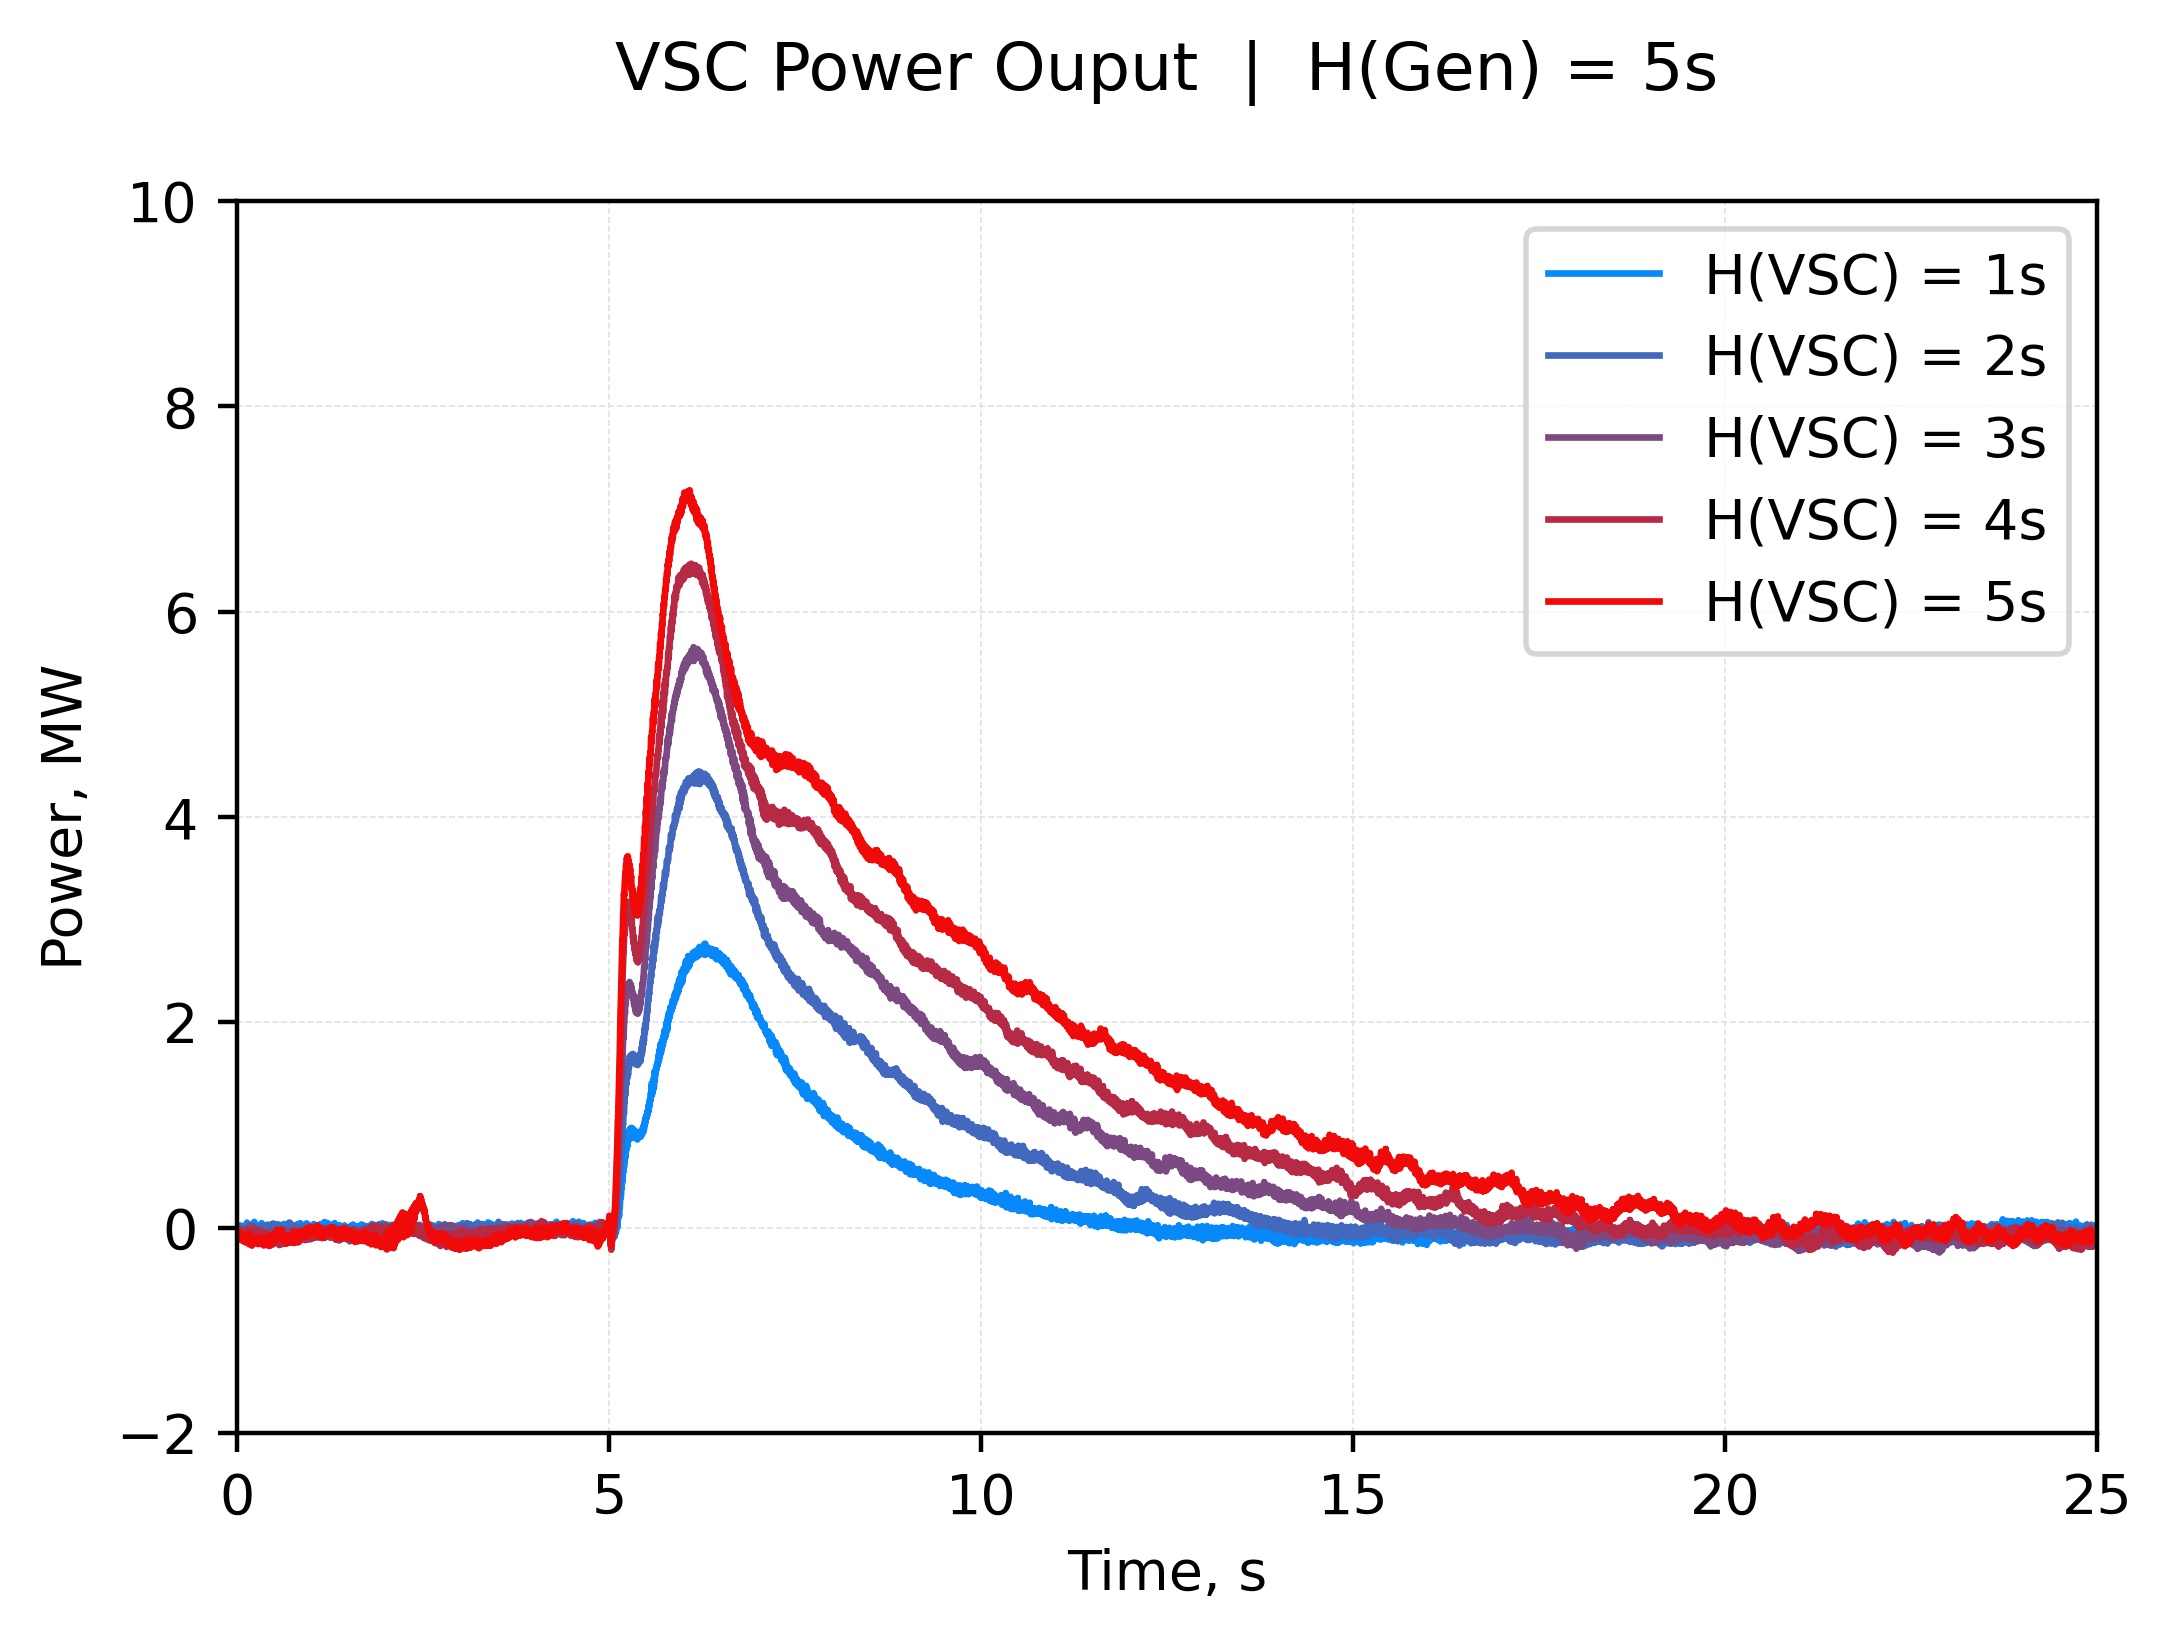 VSC Power Ouput | H(Gen) = 5s
10
8
6
4
2
0
−2
Power, MW
H(VSC) = 1s
H(VSC) = 2s
H(VSC) = 3s
H(VSC) = 4s
H(VSC) = 5s
0 5 10 15 20 25
Time, s